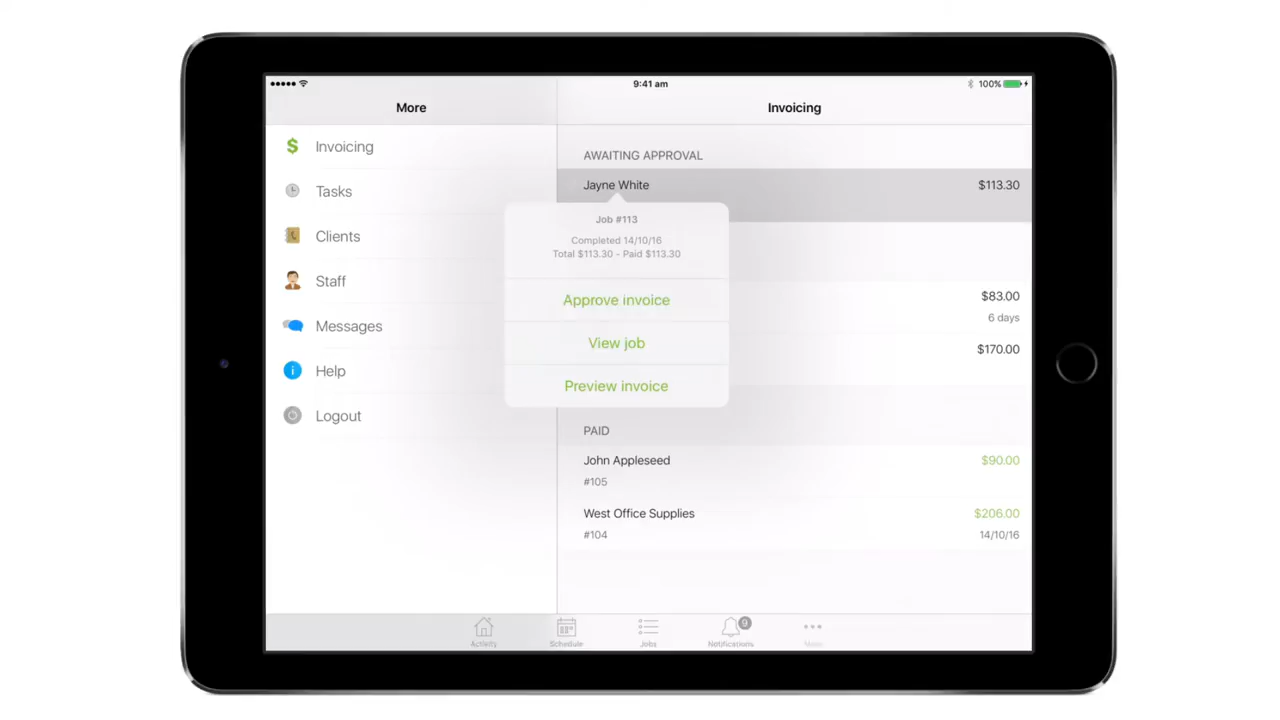 9:41 am
100%
More
Invoicing
Tasks
Clients
Staff
Messages
Help
Logout
Invoicing
AWAITING APPROVAL
Jayne White
$113.30
Job #113
Completed 14/10/16
Total $113.30 - Paid $113.30
Approve invoice
View job
Preview invoice
$83.00
6 days
$170.00
PAID
John Appleseed
$90.00
#105
West Office Supplies
$206.00
#104
14/10/16
Activity
Schedule
Jobs
9
Notifications
More